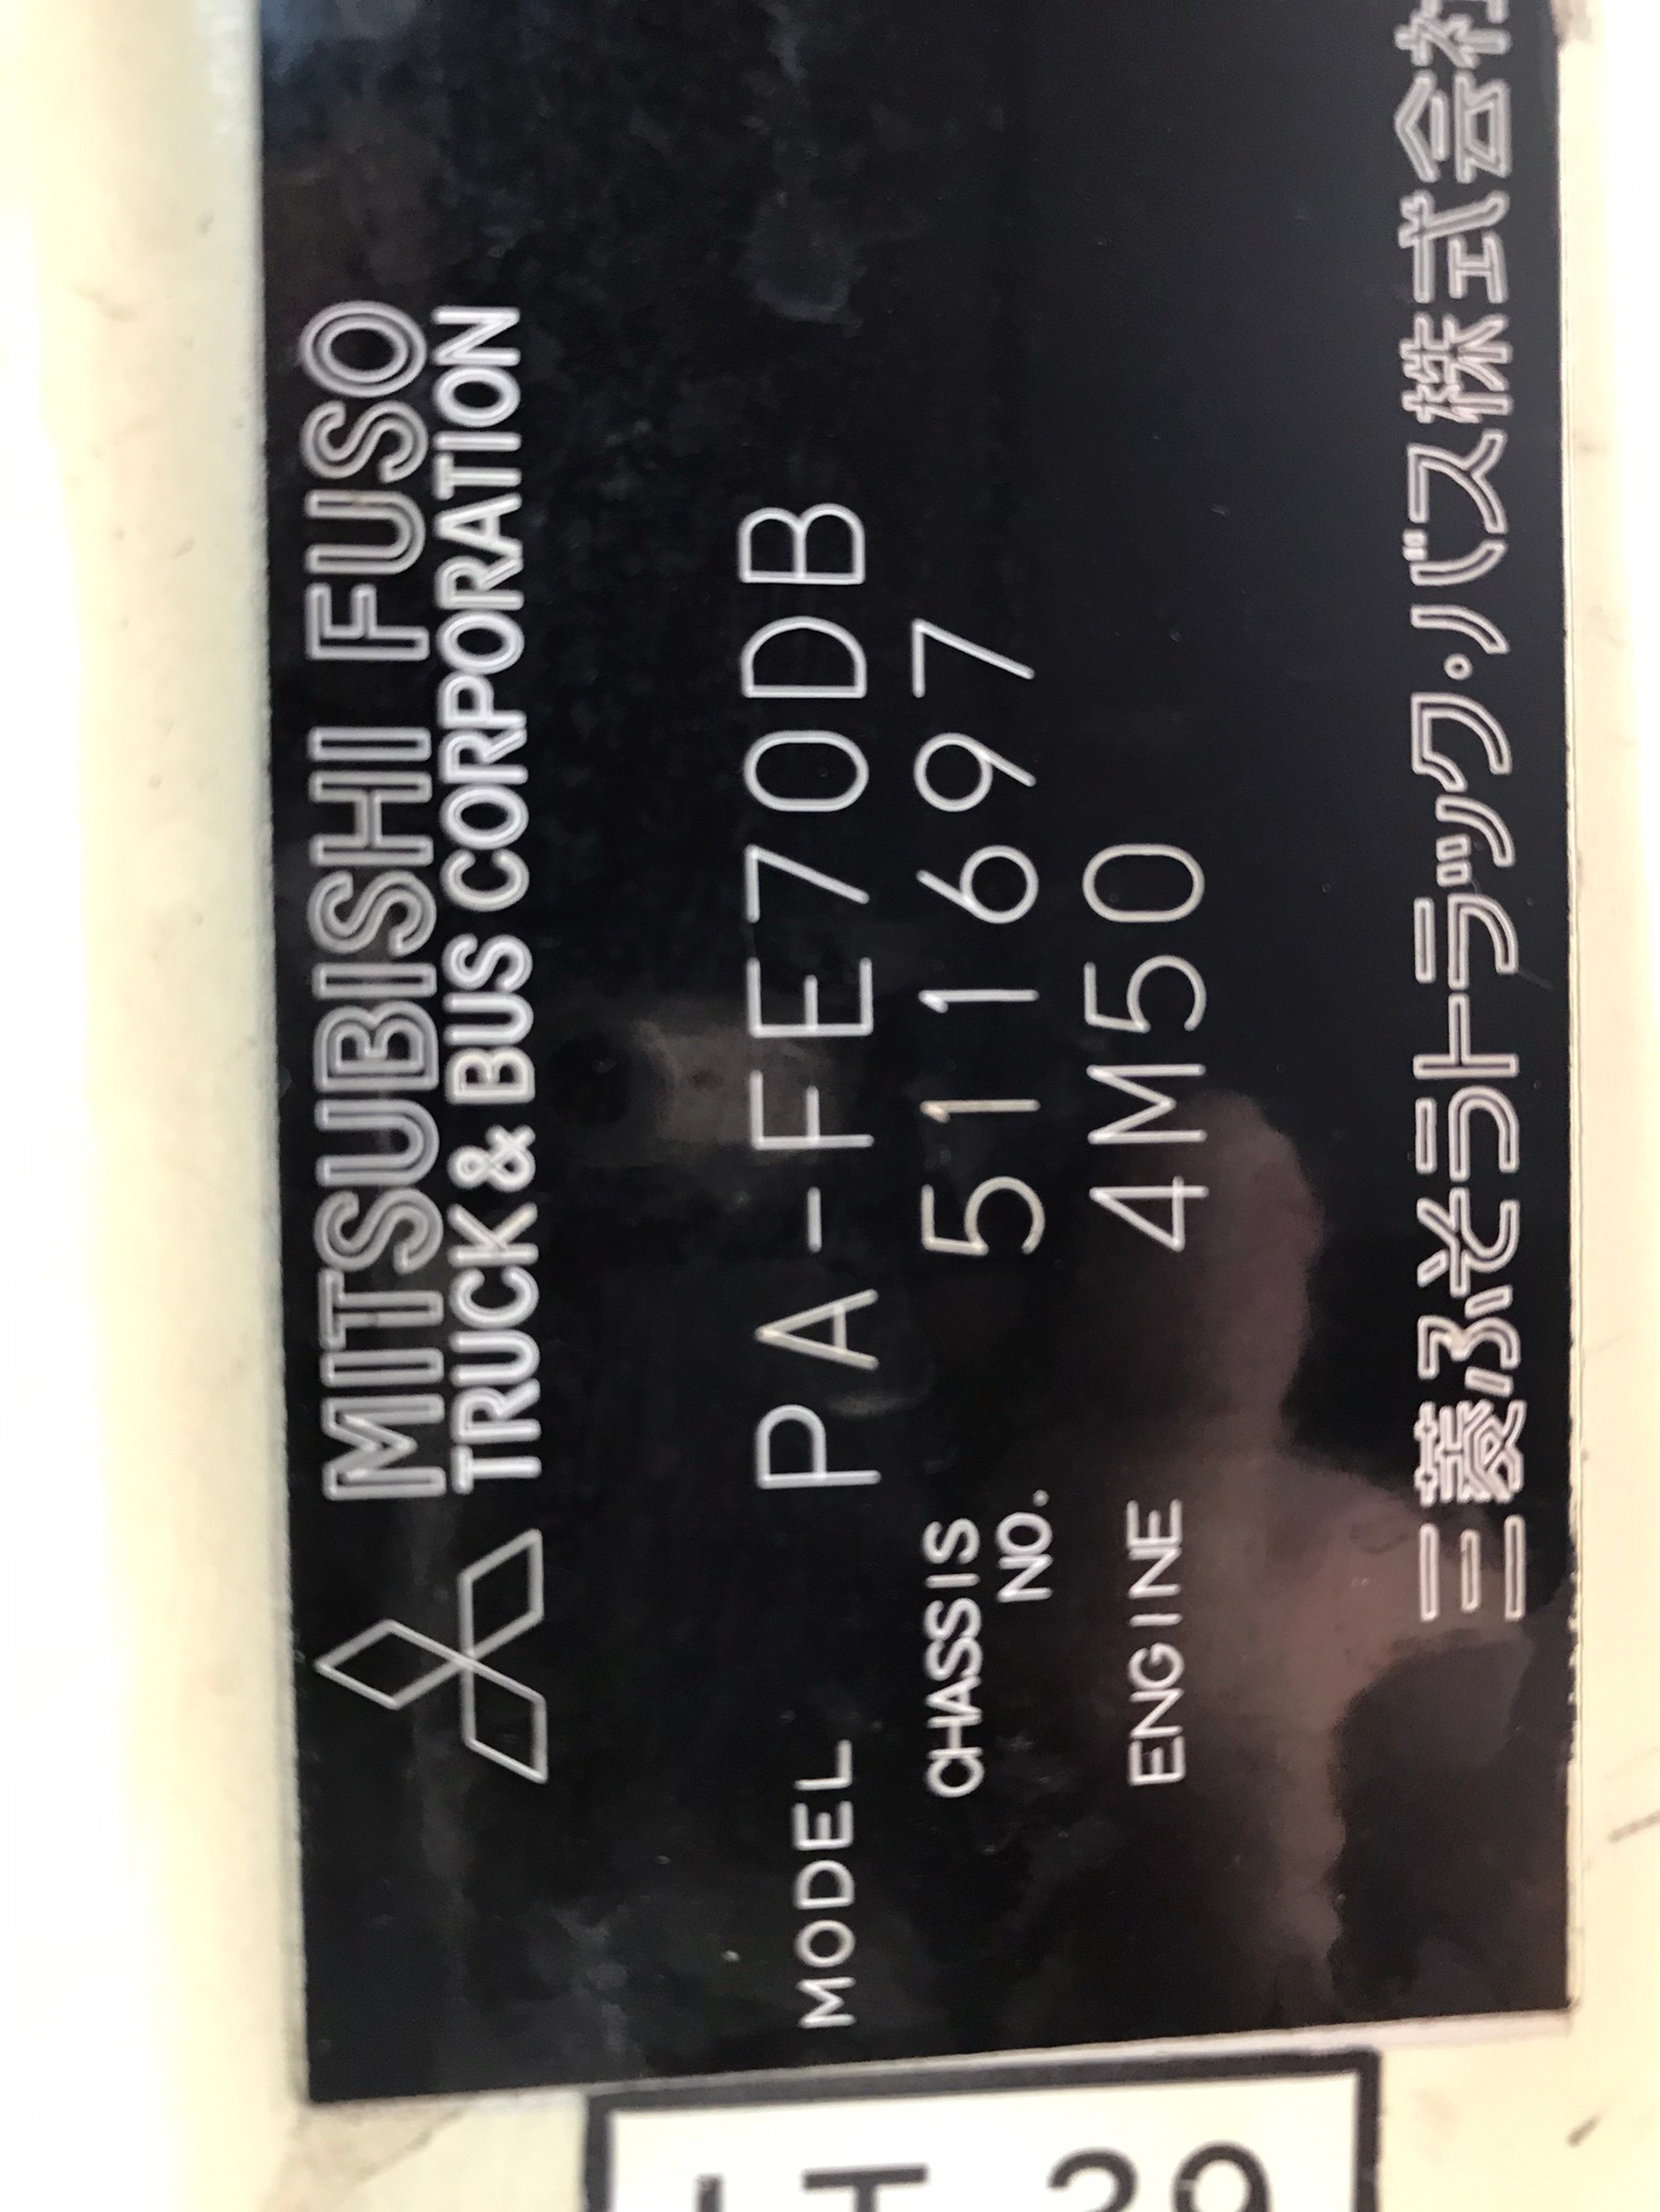 MITSUBISHI FUSO
TRUCK & BUS CORPORATION
MODEL PA-FE70DB
CHASSIS NO. 511697
ENGINE 4M50
三菱ふそうトラック・バス株式会社